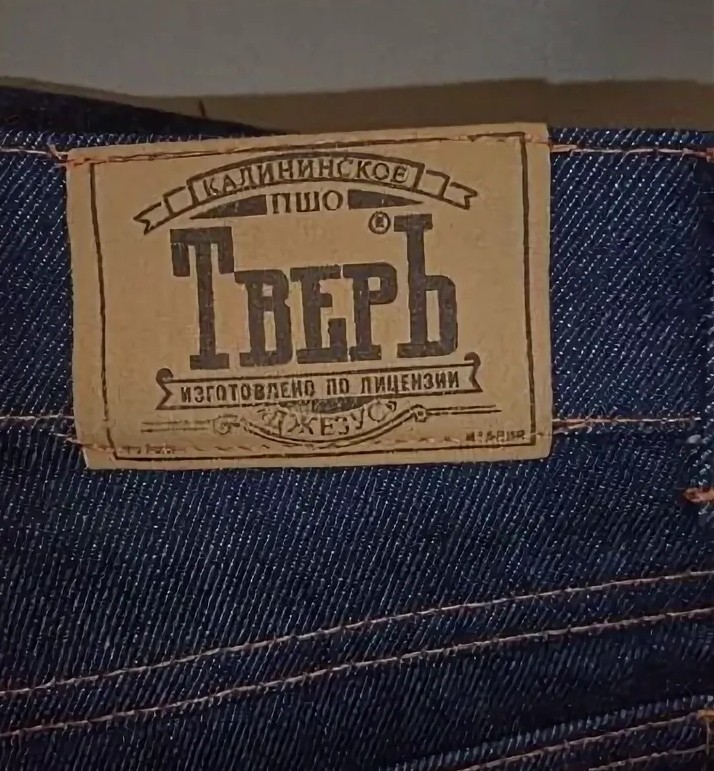 КАЛИНИНСКОЕ
ПШО
®
ТВЕРЬ
ИЗГОТОВЛЕНО ПО ЛИЦЕНЗИИ
ДЖЕЗУС